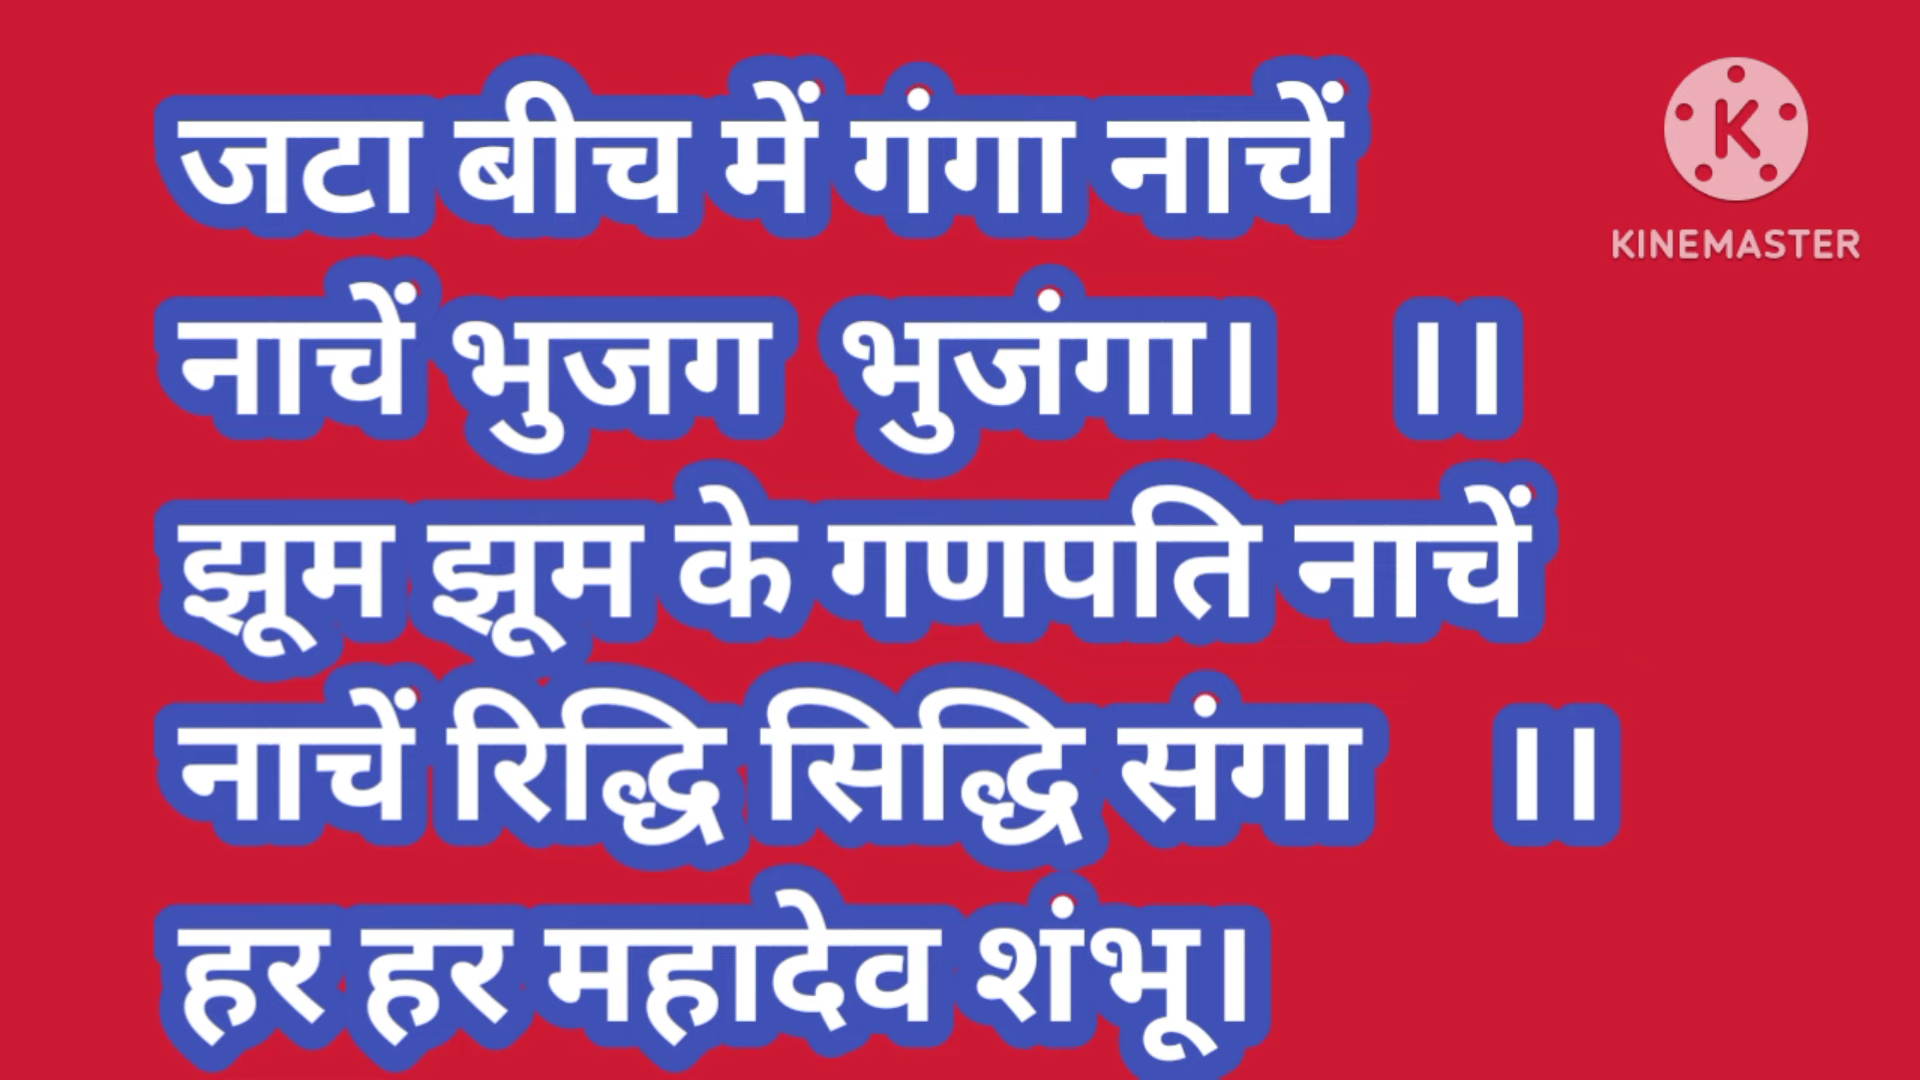 जटा बीच में गंगा नाचें
नाचें भुजग भुजंगा। ।।
झूम झूम के गणपति नाचें
नाचें रिद्धि सिद्धि संगा ।।
हर हर महादेव शंभू।
K
KINEMASTER